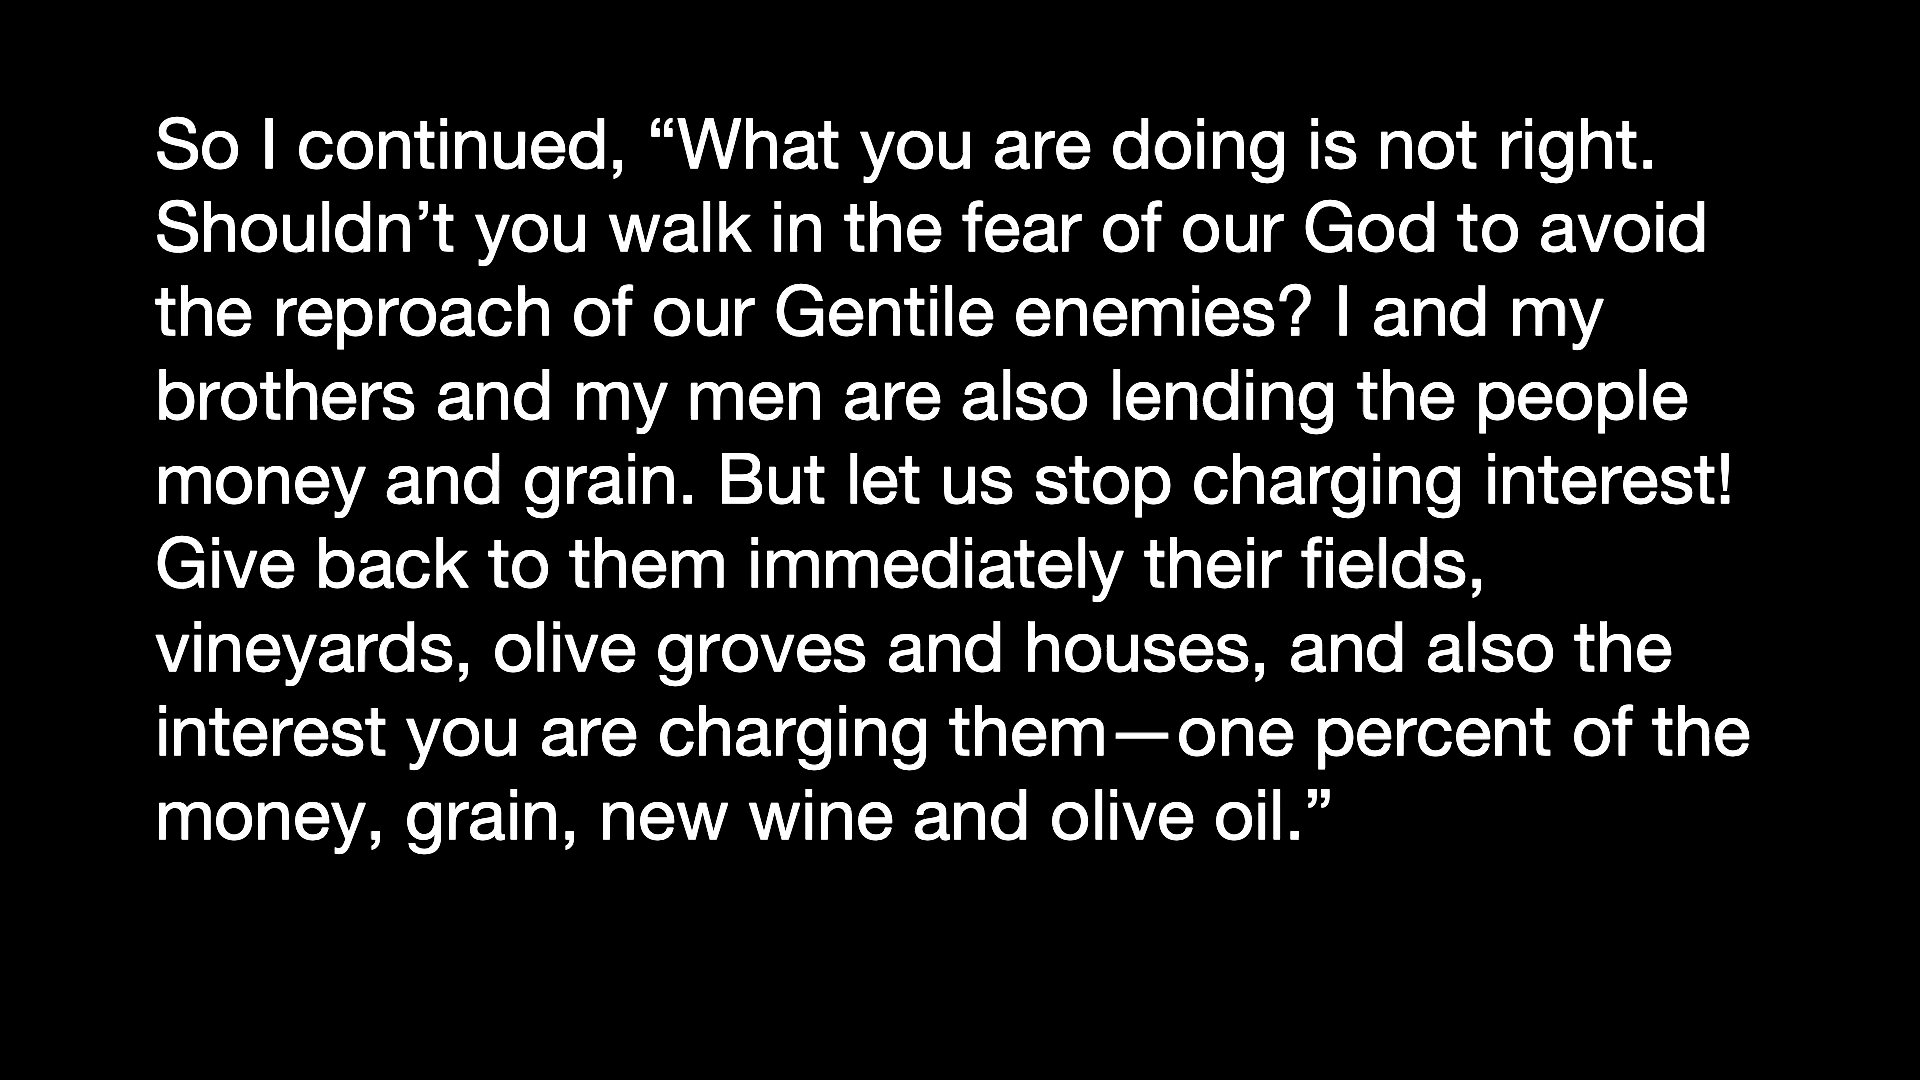 So I continued, “What you are doing is not right.
Shouldn’t you walk in the fear of our God to avoid
the reproach of our Gentile enemies? I and my
brothers and my men are also lending the people
money and grain. But let us stop charging interest!
Give back to them immediately their fields,
vineyards, olive groves and houses, and also the
interest you are charging them—one percent of the
money, grain, new wine and olive oil.”